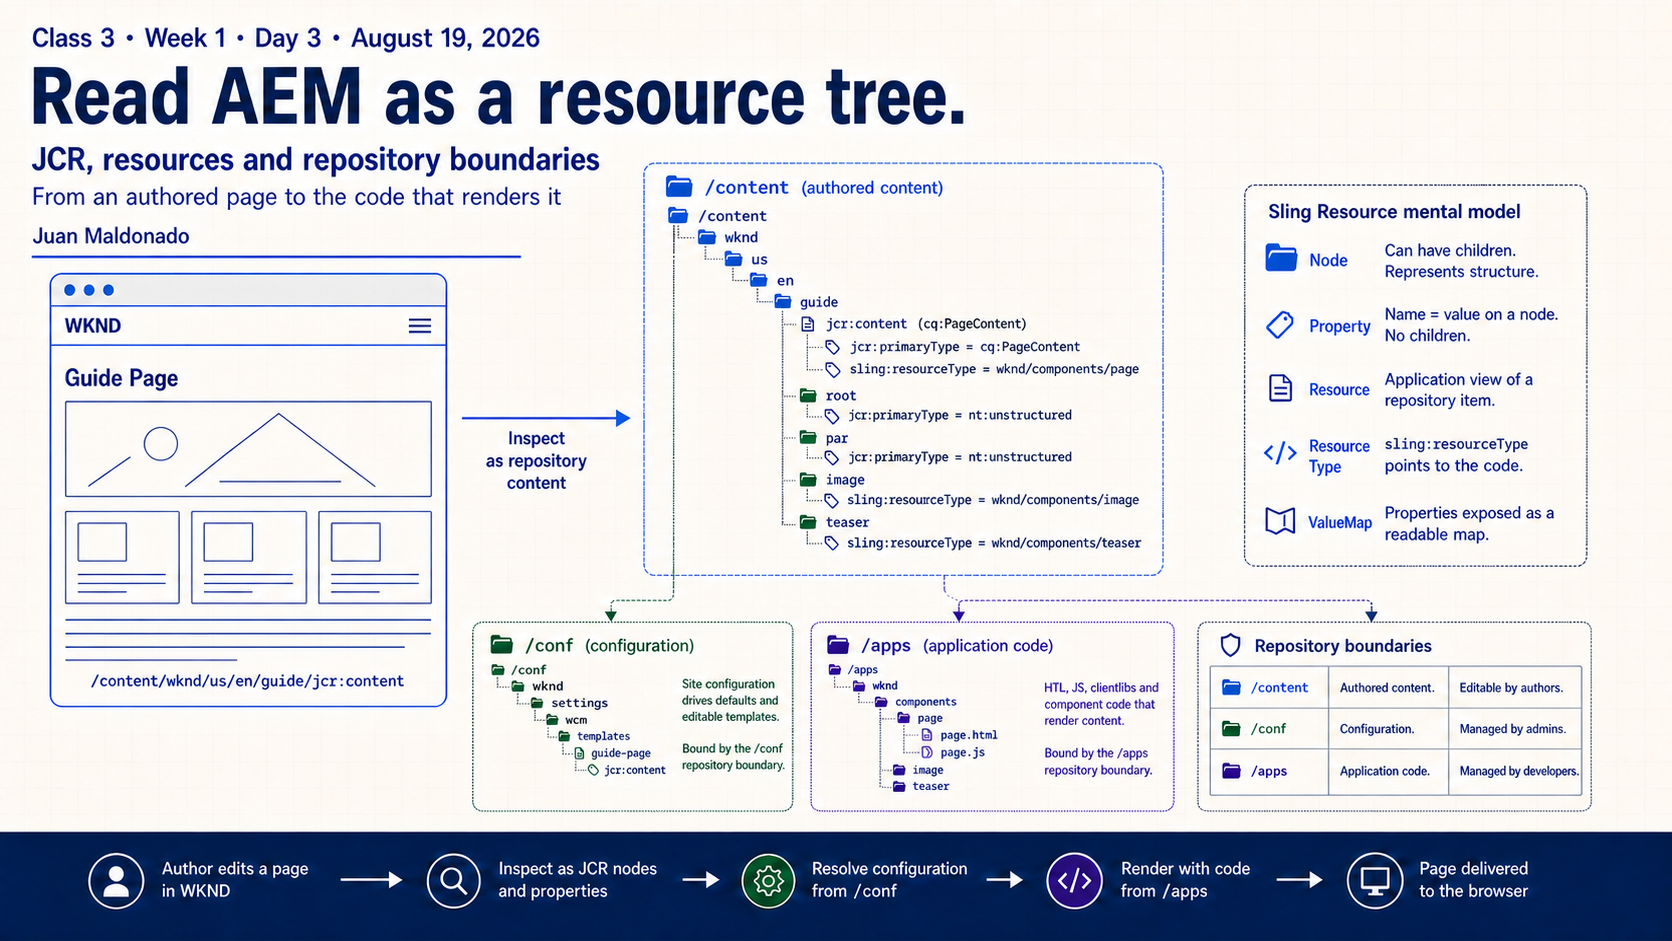 Class 3 • Week 1 • Day 3 • August 19, 2026
Read AEM as a resource tree.
JCR, resources and repository boundaries
From an authored page to the code that renders it
Juan Maldonado
WKND
Guide Page
/content/wknd/us/en/guide/jcr:content
Inspect
as repository
content
/content (authored content)
/content
wknd
us
en
guide
jcr:content (cq:PageContent)
jcr:primaryType = cq:PageContent
sling:resourceType = wknd/components/page
root
jcr:primaryType = nt:unstructured
par
jcr:primaryType = nt:unstructured
image
sling:resourceType = wknd/components/image
teaser
sling:resourceType = wknd/components/teaser
Sling Resource mental model
Node
Can have children.
Represents structure.
Property
Name = value on a node.
No children.
Resource
Application view of a
repository item.
Resource
Type
sling:resourceType
points to the code.
ValueMap
Properties exposed as a
readable map.
/conf (configuration)
/conf
wknd
settings
wcm
templates
guide-page
jcr:content
Site configuration
drives defaults and
editable templates.
Bound by the /conf
repository boundary.
/apps (application code)
/apps
wknd
components
page
page.html
page.js
image
teaser
HTL, JS, clientlibs and
component code that
render content.
Bound by the /apps
repository boundary.
Repository boundaries
/content Authored content. Editable by authors.
/conf Configuration. Managed by admins.
/apps Application code. Managed by developers.
Author edits a page
in WKND
Inspect as JCR nodes
and properties
Resolve configuration
from /conf
Render with code
from /apps
Page delivered
to the browser